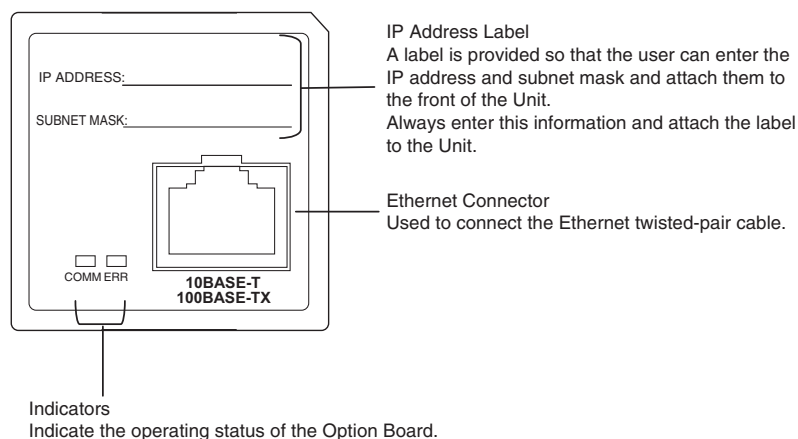 IP ADDRESS:
SUBNET MASK:
COMM ERR
10BASE-T
100BASE-TX
IP Address Label
A label is provided so that the user can enter the
IP address and subnet mask and attach them to
the front of the Unit.
Always enter this information and attach the label
to the Unit.
Ethernet Connector
Used to connect the Ethernet twisted-pair cable.
Indicators
Indicate the operating status of the Option Board.